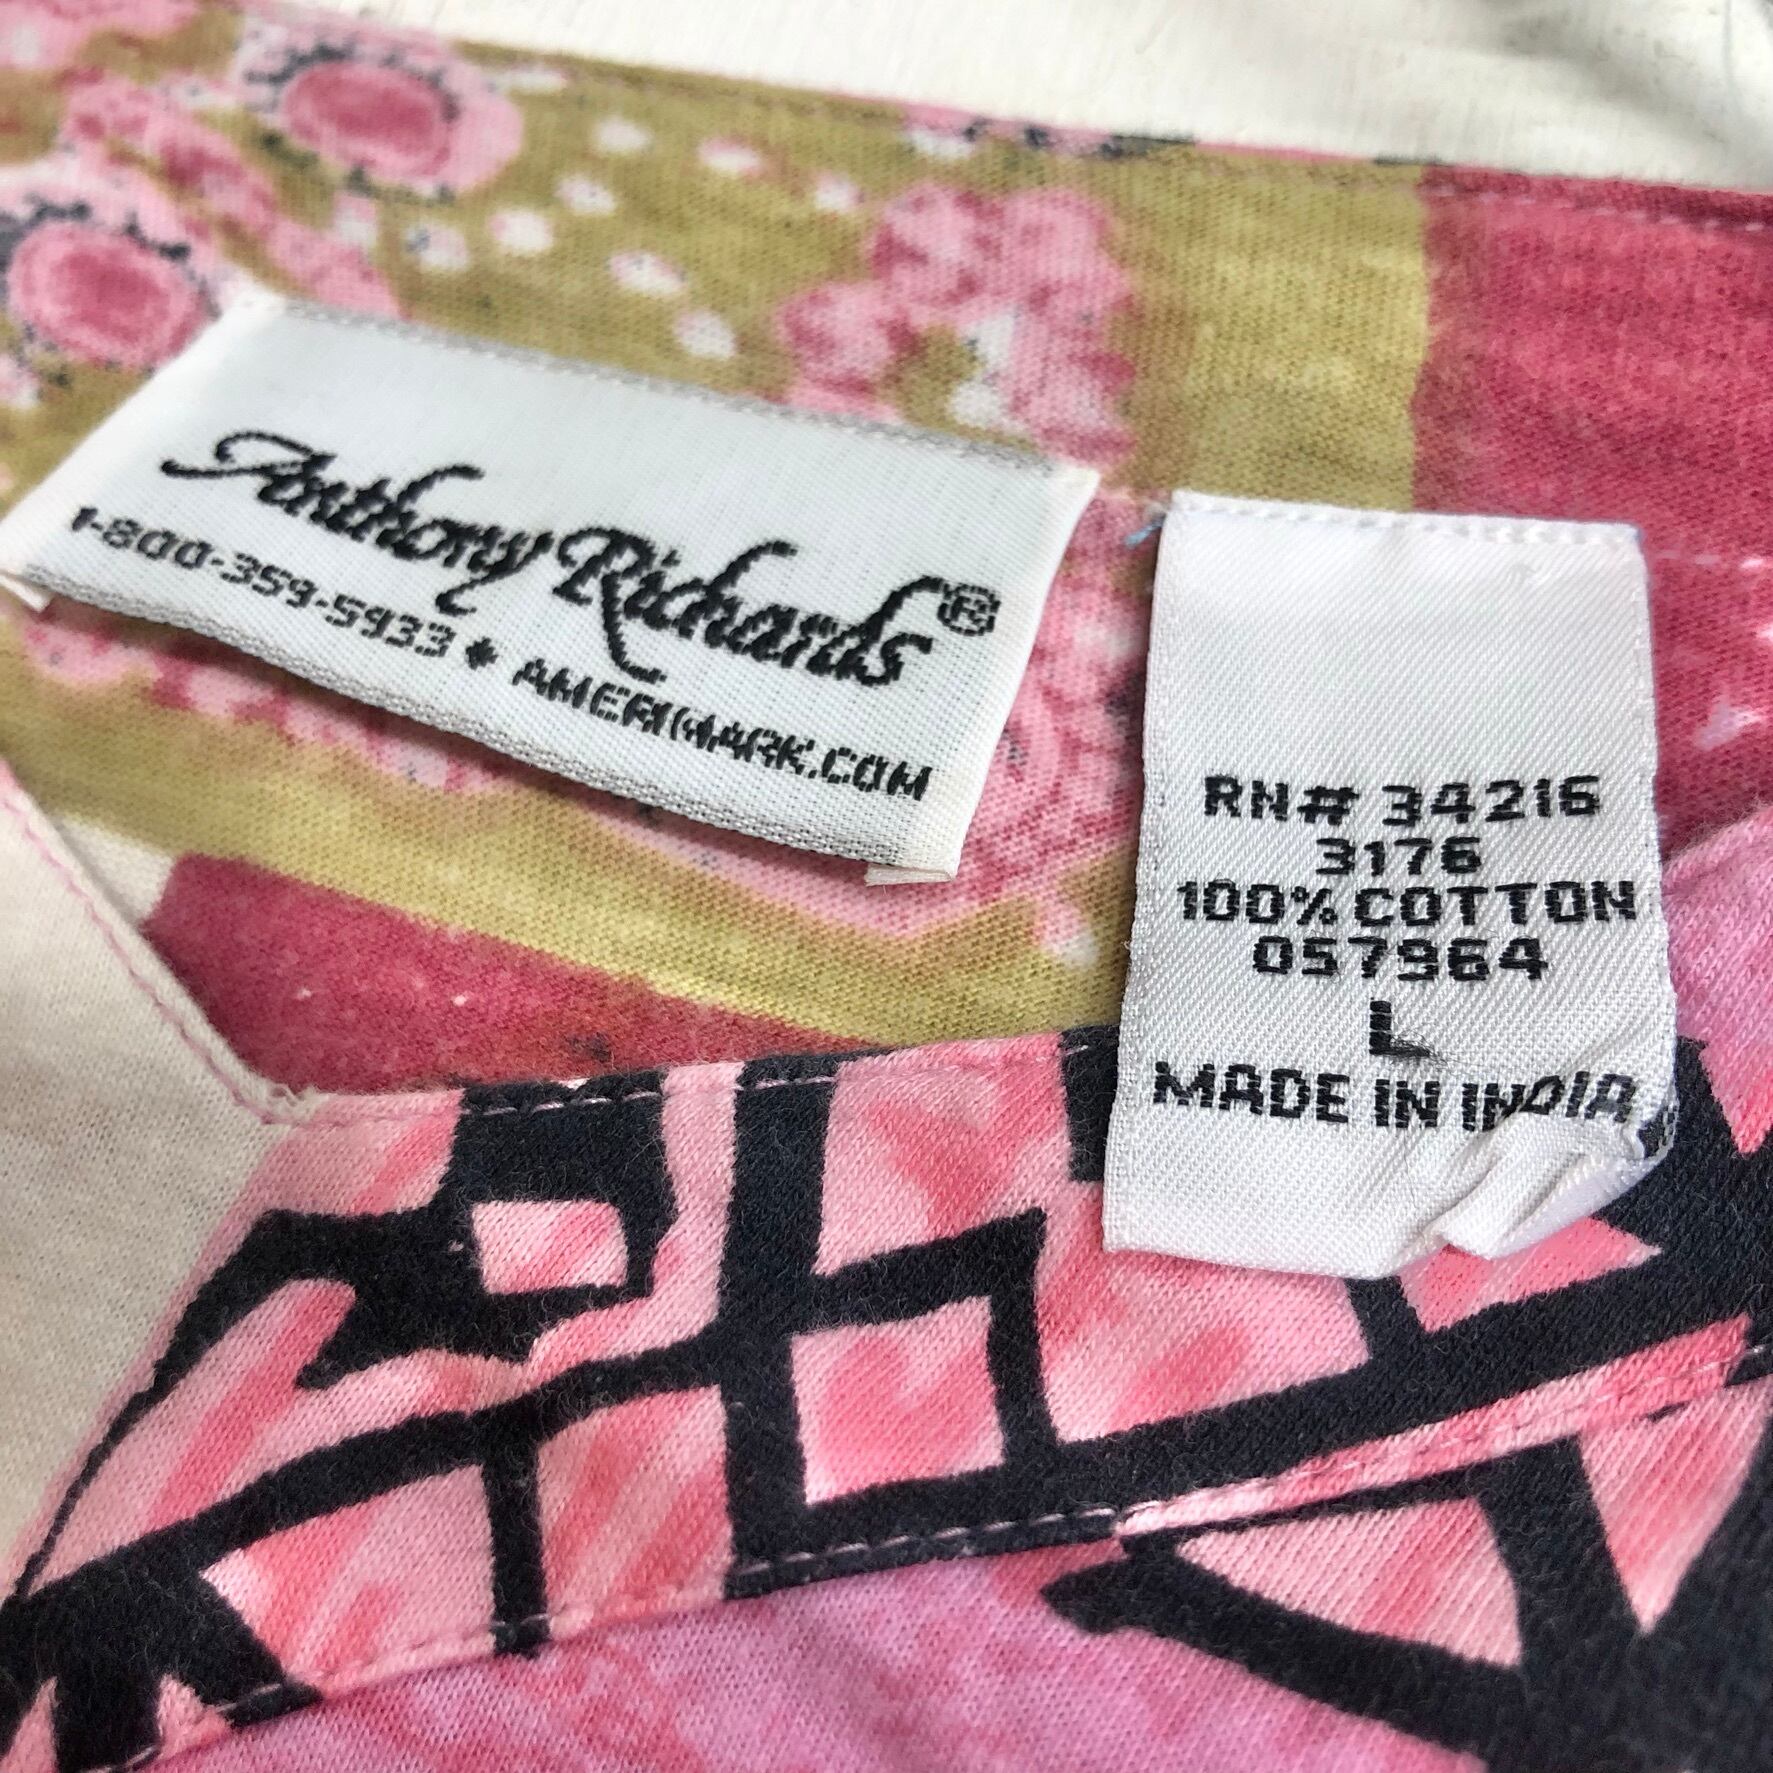 Anthony Richards®
1-800-359-5933 ♦ AMERIMARK.COM
RN# 34216
3176
100% COTTON
057964
L
MADE IN INDIA